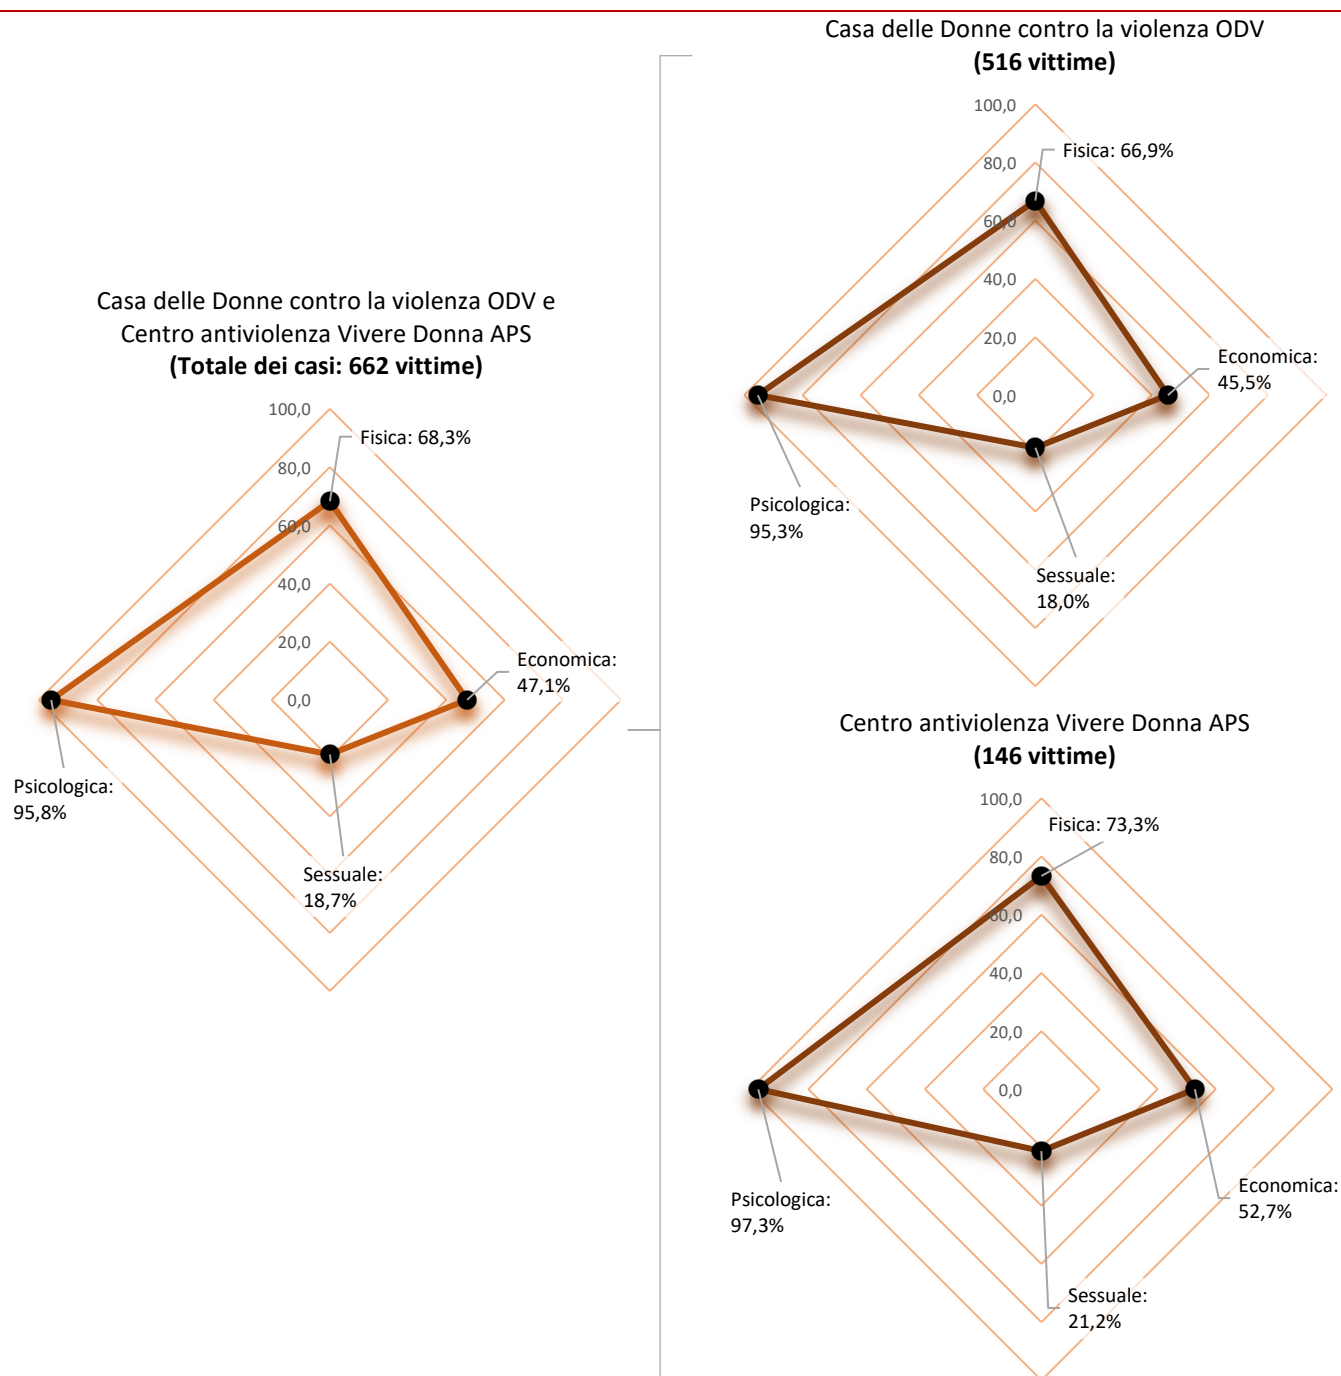 Casa delle Donne contro la violenza ODV
(516 vittime)
100,0
Fisica: 66,9%
80,0
60,0
40,0
Economica:
45,5%
20,0
0,0
Psicologica:
95,3%
Sessuale:
18,0%
Casa delle Donne contro la violenza ODV e
Centro antiviolenza Vivere Donna APS
(Totale dei casi: 662 vittime)
100,0
Fisica: 68,3%
80,0
60,0
40,0
20,0
Economica:
47,1%
0,0
Psicologica:
95,8%
Sessuale:
18,7%
Centro antiviolenza Vivere Donna APS
(146 vittime)
100,0
Fisica: 73,3%
80,0
60,0
40,0
20,0
0,0
Psicologica:
97,3%
Economica:
52,7%
Sessuale:
21,2%